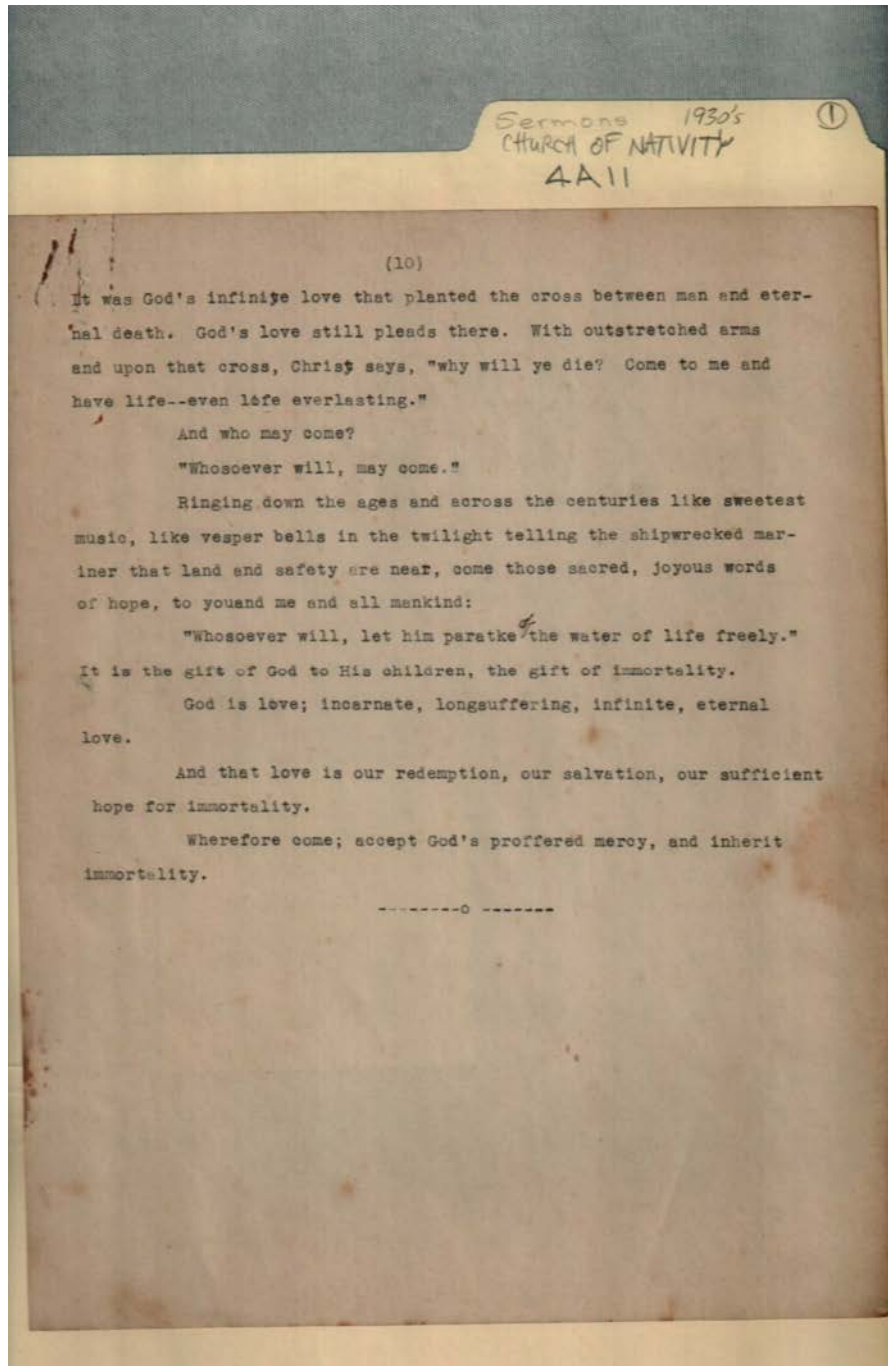 Sermons 1930's ①
CHURCH OF NATIVITY
4A11
(10)
It was God's infinite love that planted the cross between man and eter-
nal death. God's love still pleads there. With outstretched arms
and upon that cross, Christ says, "why will ye die? Come to me and
have life--even life everlasting."
And who may come?
"Whosoever will, may come."
Ringing down the ages and across the centuries like sweetest
music, like vesper bells in the twilight telling the shipwrecked mar-
iner that land and safety are near, come those sacred, joyous words
of hope, to youand me and all mankind:
"Whosoever will, let him paratke of the water of life freely."
It is the gift of God to His children, the gift of immortality.
God is love; incarnate, longsuffering, infinite, eternal
love.
And that love is our redemption, our salvation, our sufficient
hope for immortality.
Wherefore come; accept God's proffered mercy, and inherit
immortality.
--------o -------